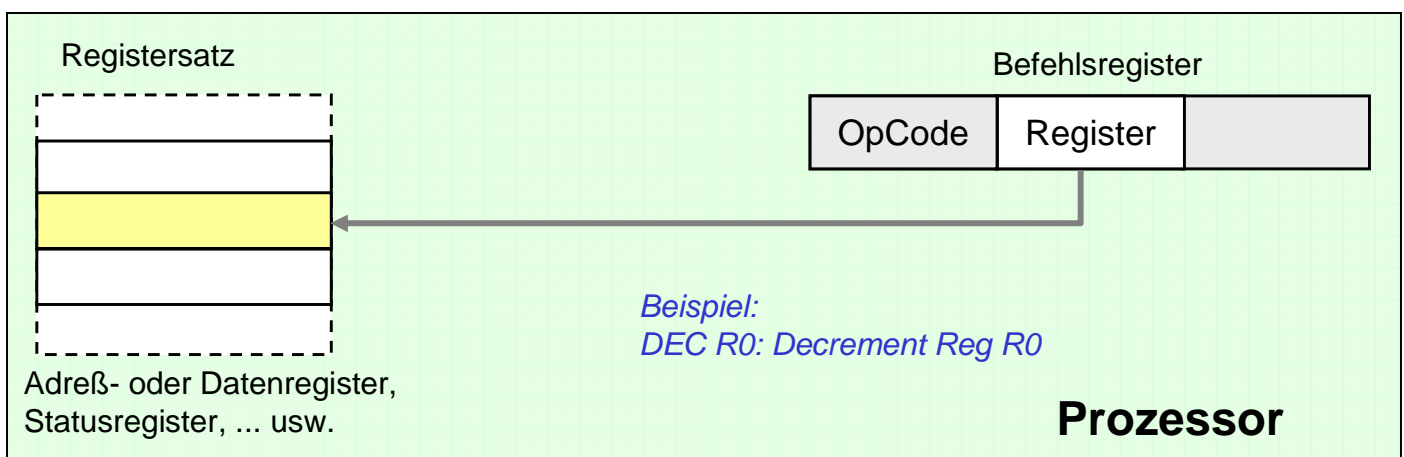 Registersatz
Befehlsregister
OpCode
Register
Beispiel:
DEC R0: Decrement Reg R0
Adreß- oder Datenregister,
Statusregister, ... usw.
Prozessor